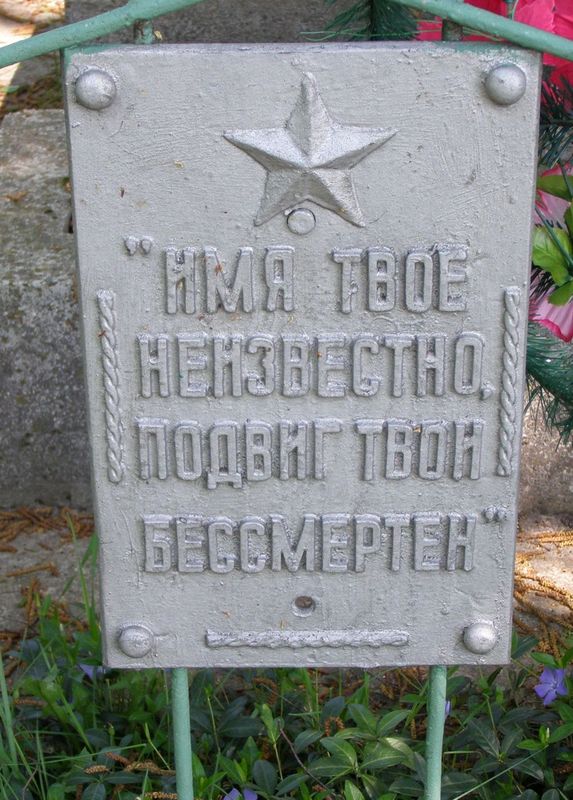 "ИМЯ ТВОЕ
НЕИЗВЕСТНО,
ПОДВИГ ТВОЙ
БЕССМЕРТЕН"